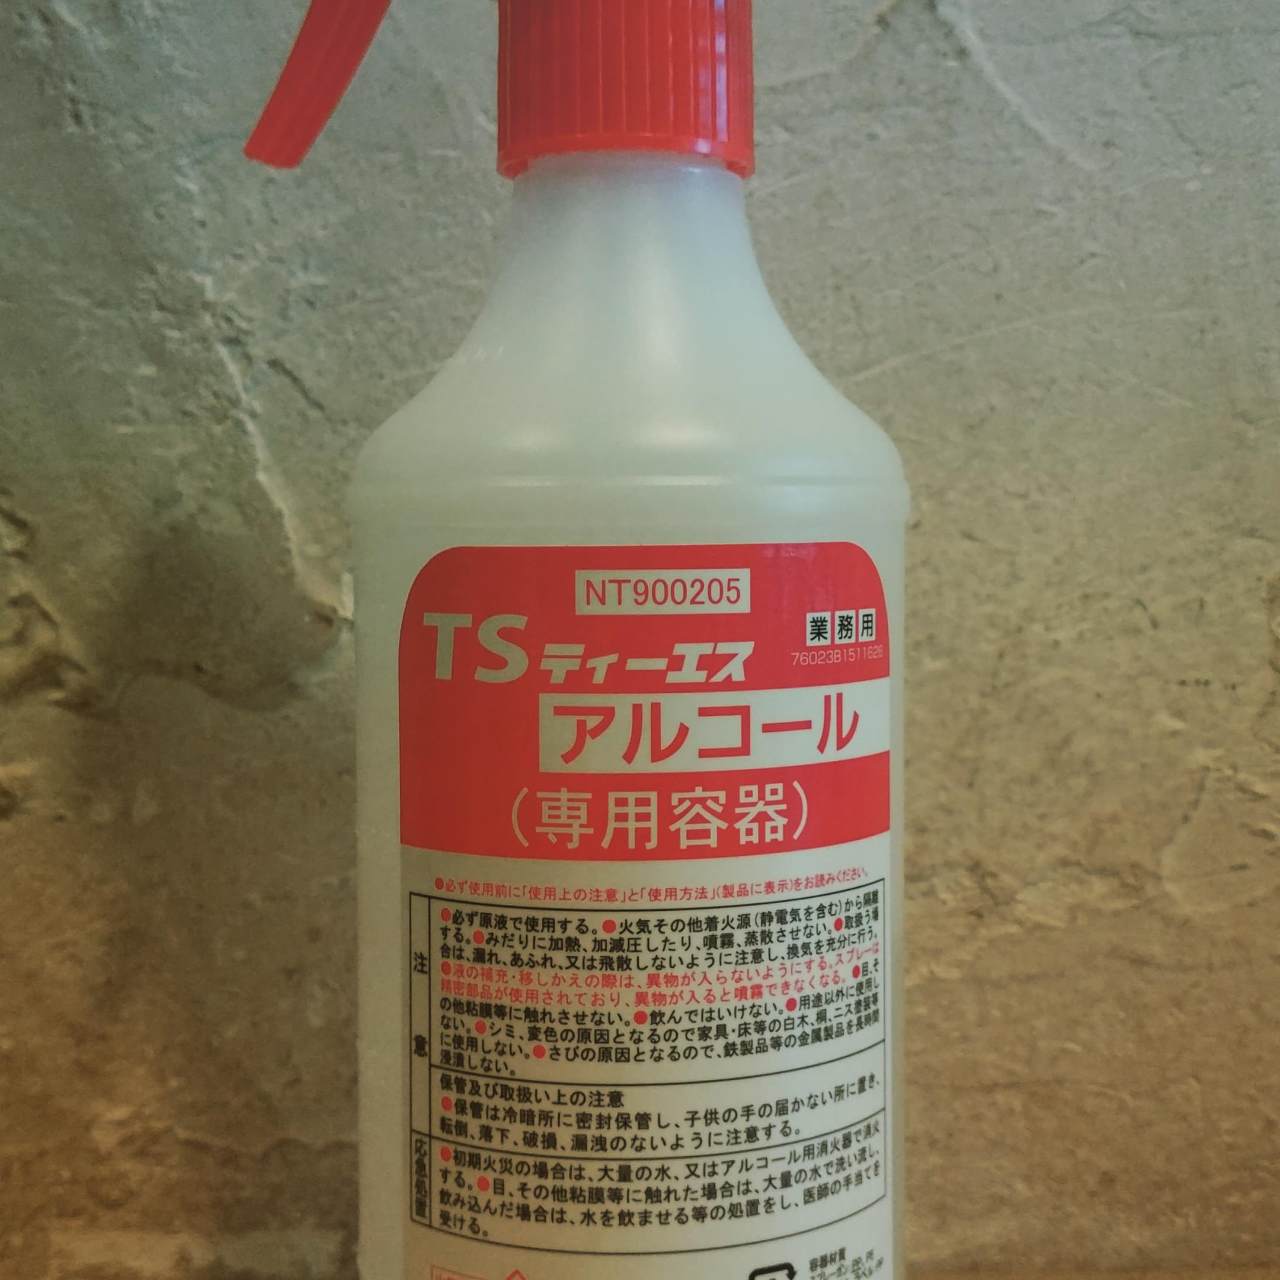 NT900205
TS ティーエス
業務用
76023B1511626
アルコール
（専用容器）
●必ず使用前に「使用上の注意」と「使用方法」（製品に表示）をお読みください。
注意
●必ず原液で使用する。●火気その他着火源（静電気を含む）から隔離
する。●みだりに加熱、加減圧したり、噴霧、蒸散させない。●取扱う場
合は、漏れ、あふれ、又は飛散しないように注意し、換気を充分に行う。
●液の補充・移しかえの際は、異物が入らないようにする。スプレーは
精密部品が使用されており、異物が入ると噴霧できなくなる。●目、そ
の他粘膜等に触れさせない。●飲んではいけない。●用途以外に使用し
ない。●シミ、変色の原因となるので家具・床等の白木、桐、ニス塗装等
に使用しない。●さびの原因となるので、鉄製品等の金属製品を長時間
浸漬しない。
保管及び取扱い上の注意
●保管は冷暗所に密封保管し、子供の手の届かない所に置き、
転倒、落下、破損、漏洩のないように注意する。
応急処置
●初期火災の場合は、大量の水、又はアルコール用消火器で消火
する。●目、その他粘膜等に触れた場合は、大量の水で洗い流し、
飲み込んだ場合は、水を飲ませる等の処置をし、医師の手当てを
受ける。
容器材質